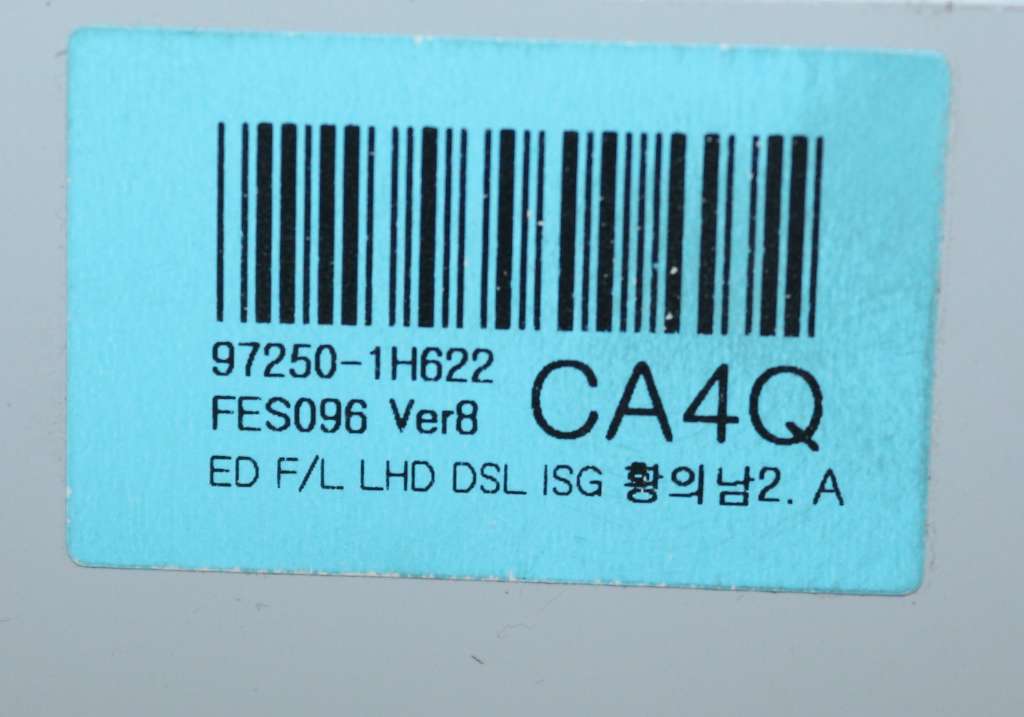 97250-1H622
FES096 Ver8
CA4Q
ED F/L LHD DSL ISG 황의남2. A